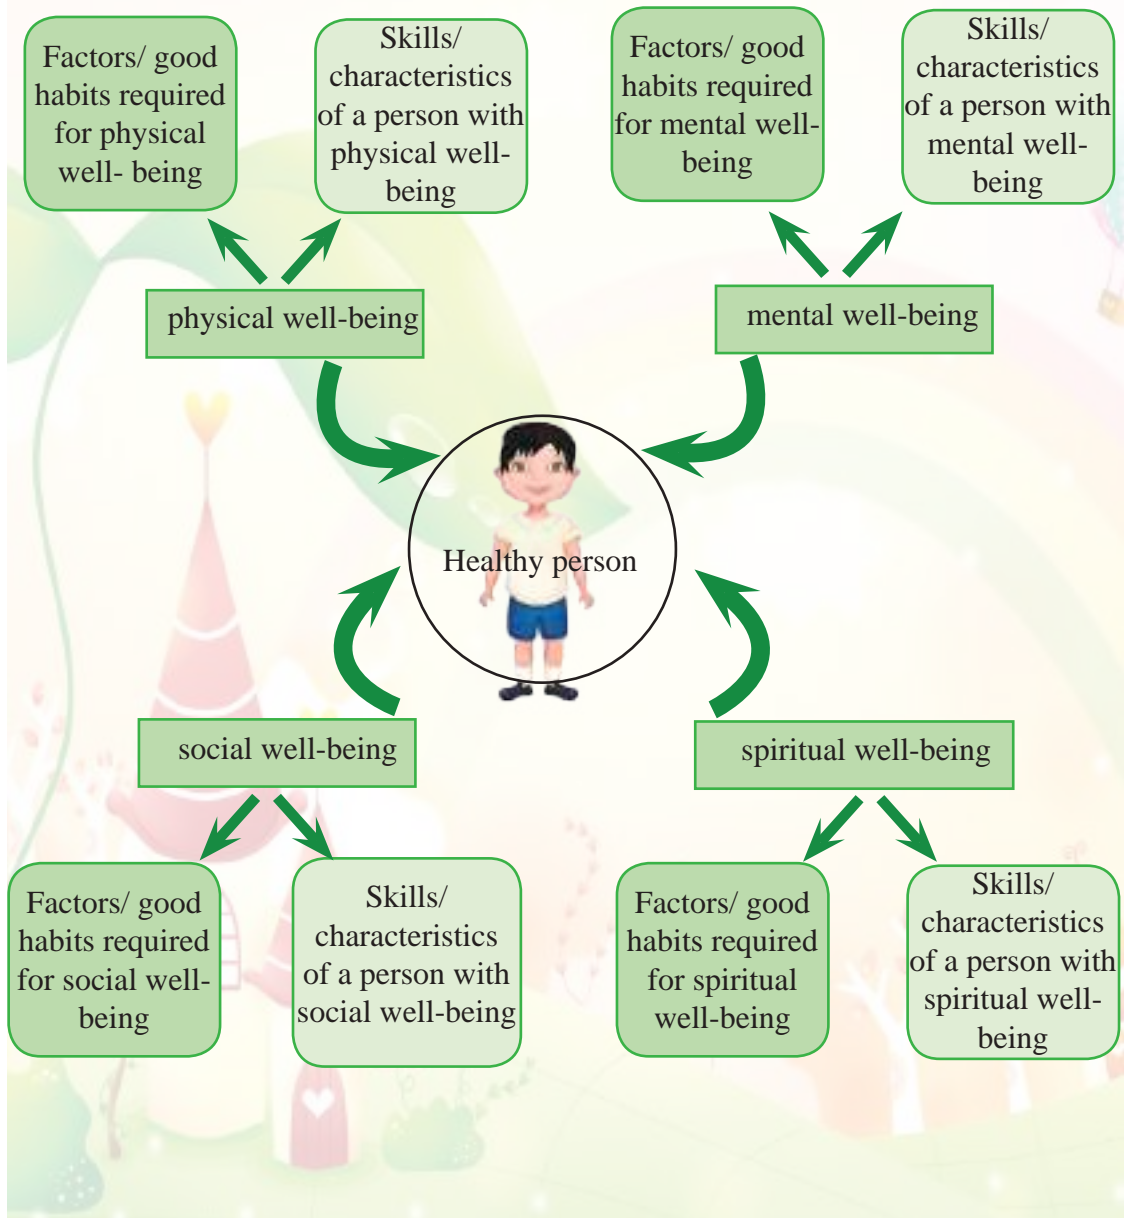 Factors/ good
habits required
for physical
well- being
Skills/
characteristics
of a person with
physical well-
being
Factors/ good
habits required
for mental well-
being
Skills/
characteristics
of a person with
mental well-
being
physical well-being
mental well-being
Healthy person
social well-being
spiritual well-being
Factors/ good
habits required
for social well-
being
Skills/
characteristics
of a person with
social well-being
Factors/ good
habits required
for spiritual
well-being
Skills/
characteristics
of a person with
spiritual well-
being